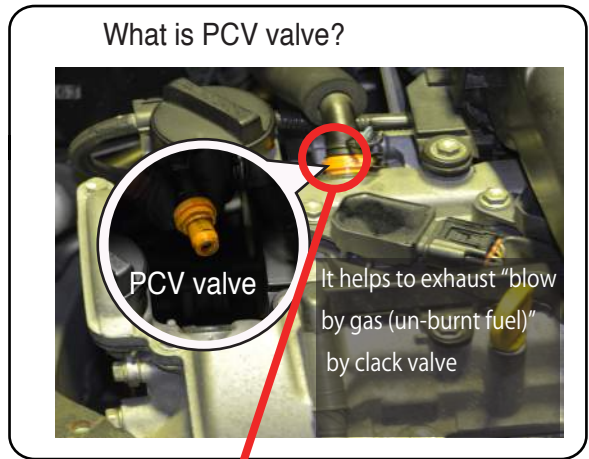 What is PCV valve?
PCV valve
It helps to exhaust “blow
by gas (un-burnt fuel)”
by clack valve